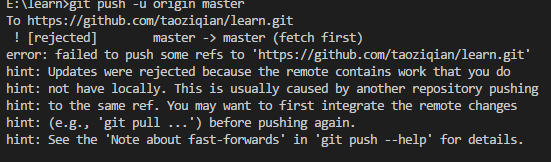 E:\learn>git push -u origin master
To https://github.com/taoziqian/learn.git
 ! [rejected]        master -> master (fetch first)
error: failed to push some refs to 'https://github.com/taoziqian/learn.git'
hint: Updates were rejected because the remote contains work that you do
hint: not have locally. This is usually caused by another repository pushing
hint: to the same ref. You may want to first integrate the remote changes
hint: (e.g., 'git pull ...') before pushing again.
hint: See the 'Note about fast-forwards' in 'git push --help' for details.